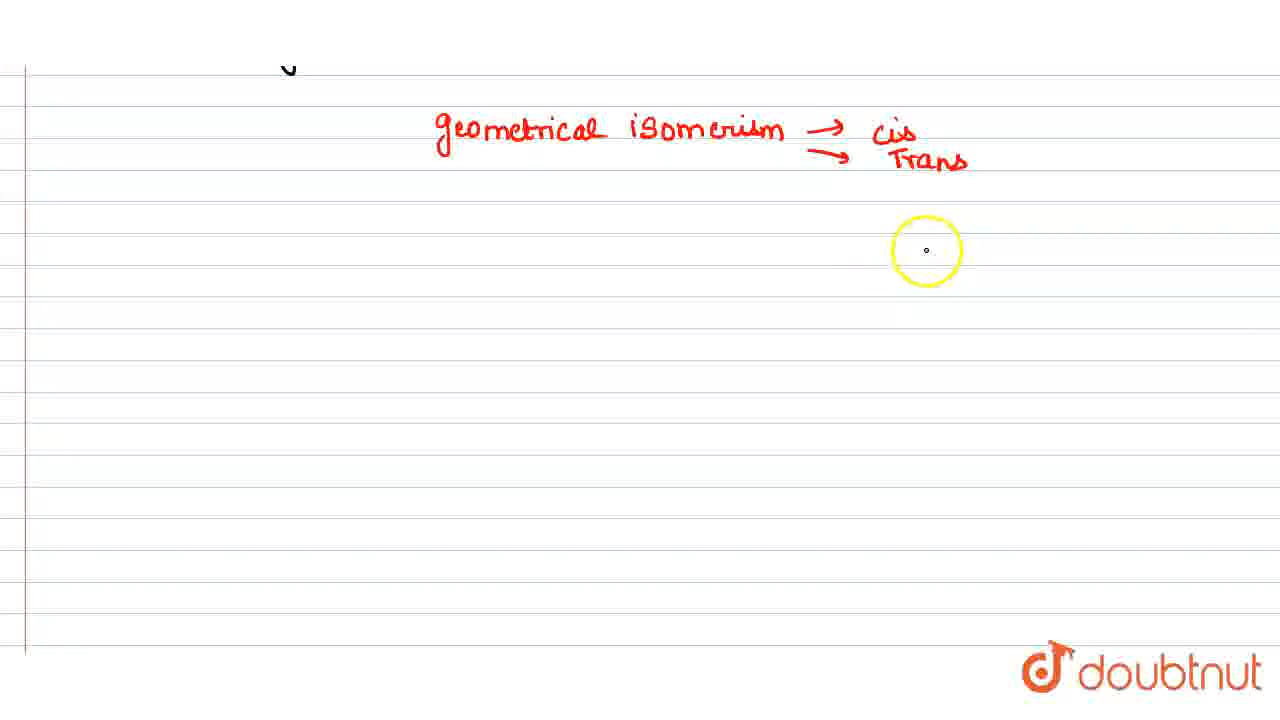 geometrical isomerism → cis
→ Trans
doubtnut